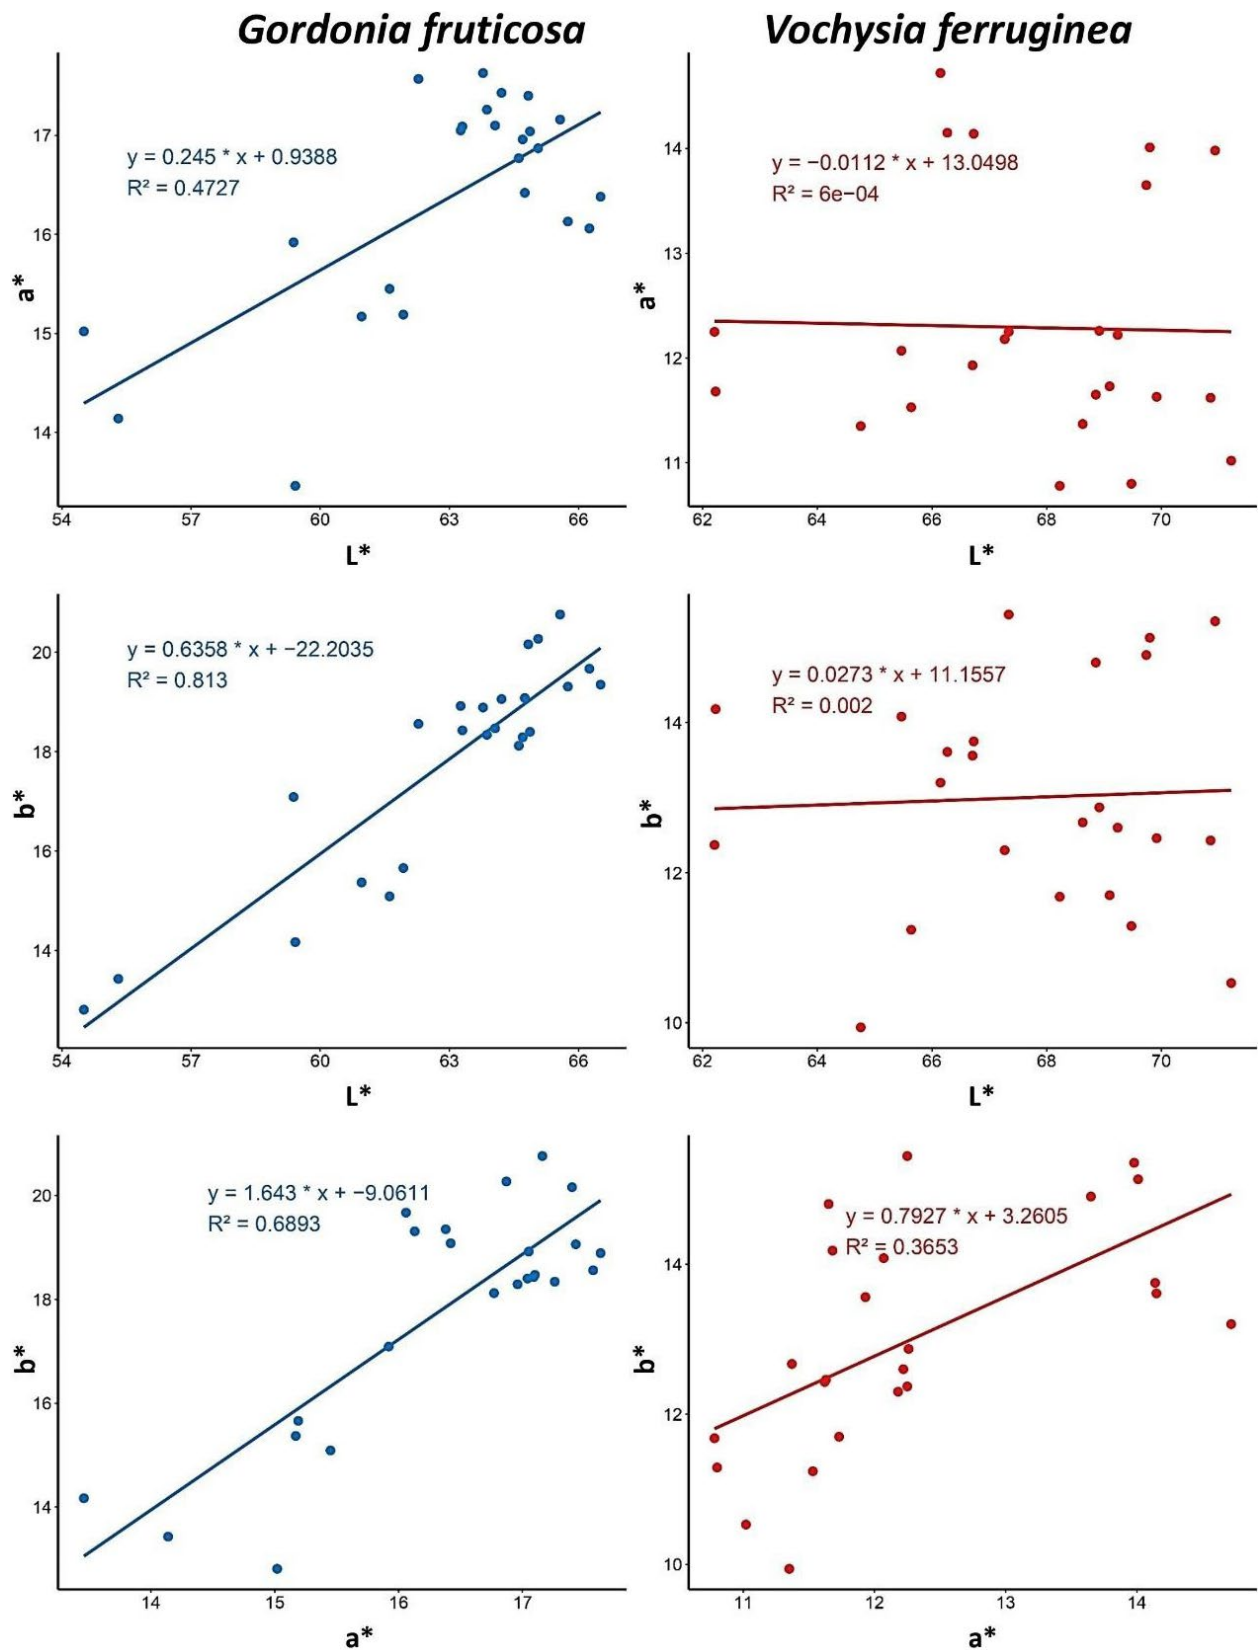 Gordonia fruticosa
Vochysia ferruginea
y = 0.245 * x + 0.9388
R² = 0.4727
17
16
15
14
a*
54 57 60 63 66
L*
y = −0.0112 * x + 13.0498
R² = 6e−04
14
13
12
11
a*
62 64 66 68 70
L*
y = 0.6358 * x + −22.2035
R² = 0.813
20
18
16
14
b*
54 57 60 63 66
L*
y = 0.0273 * x + 11.1557
R² = 0.002
14
12
10
b*
62 64 66 68 70
L*
y = 1.643 * x + −9.0611
R² = 0.6893
20
18
16
14
b*
14 15 16 17
a*
y = 0.7927 * x + 3.2605
R² = 0.3653
14
12
10
b*
11 12 13 14
a*